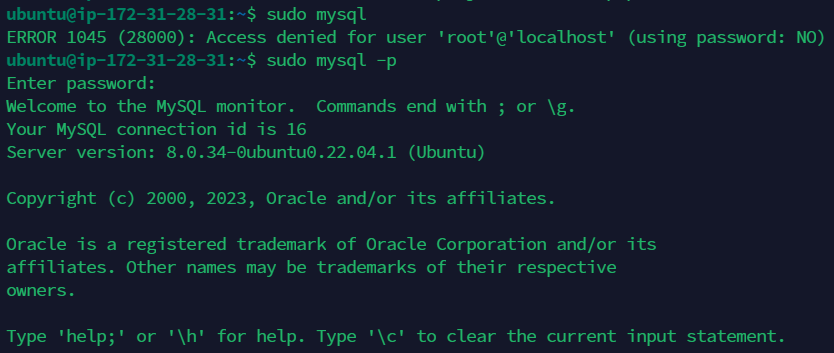 ubuntu@ip-172-31-28-31:~$ sudo mysql
ERROR 1045 (28000): Access denied for user 'root'@'localhost' (using password: NO)
ubuntu@ip-172-31-28-31:~$ sudo mysql -p
Enter password:
Welcome to the MySQL monitor.  Commands end with ; or \g.
Your MySQL connection id is 16
Server version: 8.0.34-0ubuntu0.22.04.1 (Ubuntu)
Copyright (c) 2000, 2023, Oracle and/or its affiliates.
Oracle is a registered trademark of Oracle Corporation and/or its
affiliates. Other names may be trademarks of their respective
owners.
Type 'help;' or '\h' for help. Type '\c' to clear the current input statement.